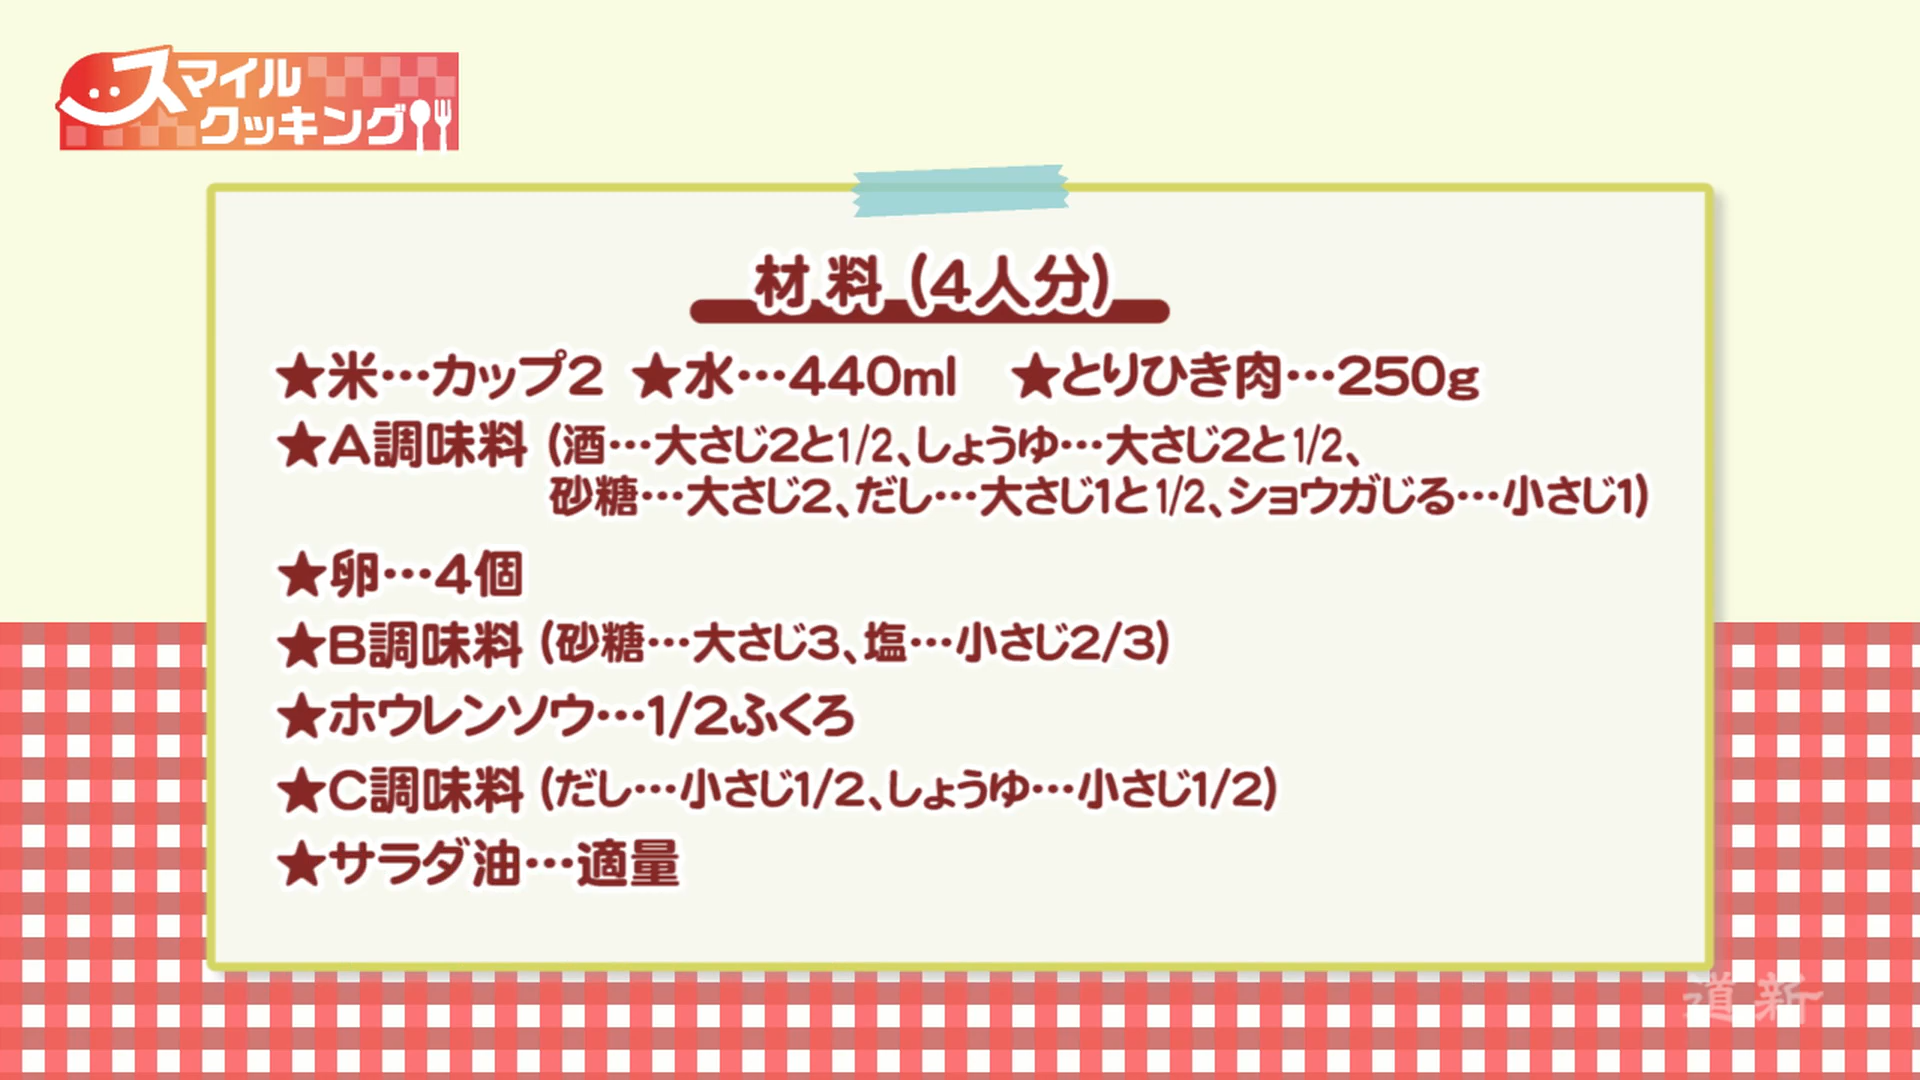 スマイル
クッキング
材料（4人分）
★米…カップ2 ★水…440ml ★とりひき肉…250g
★A調味料（酒…大さじ2と1/2、しょうゆ…大さじ2と1/2、
砂糖…大さじ2、だし…大さじ1と1/2、ショウガじる…小さじ1）
★卵…4個
★B調味料（砂糖…大さじ3、塩…小さじ2/3）
★ホウレンソウ…1/2ふくろ
★C調味料（だし…小さじ1/2、しょうゆ…小さじ1/2）
★サラダ油…適量
道新